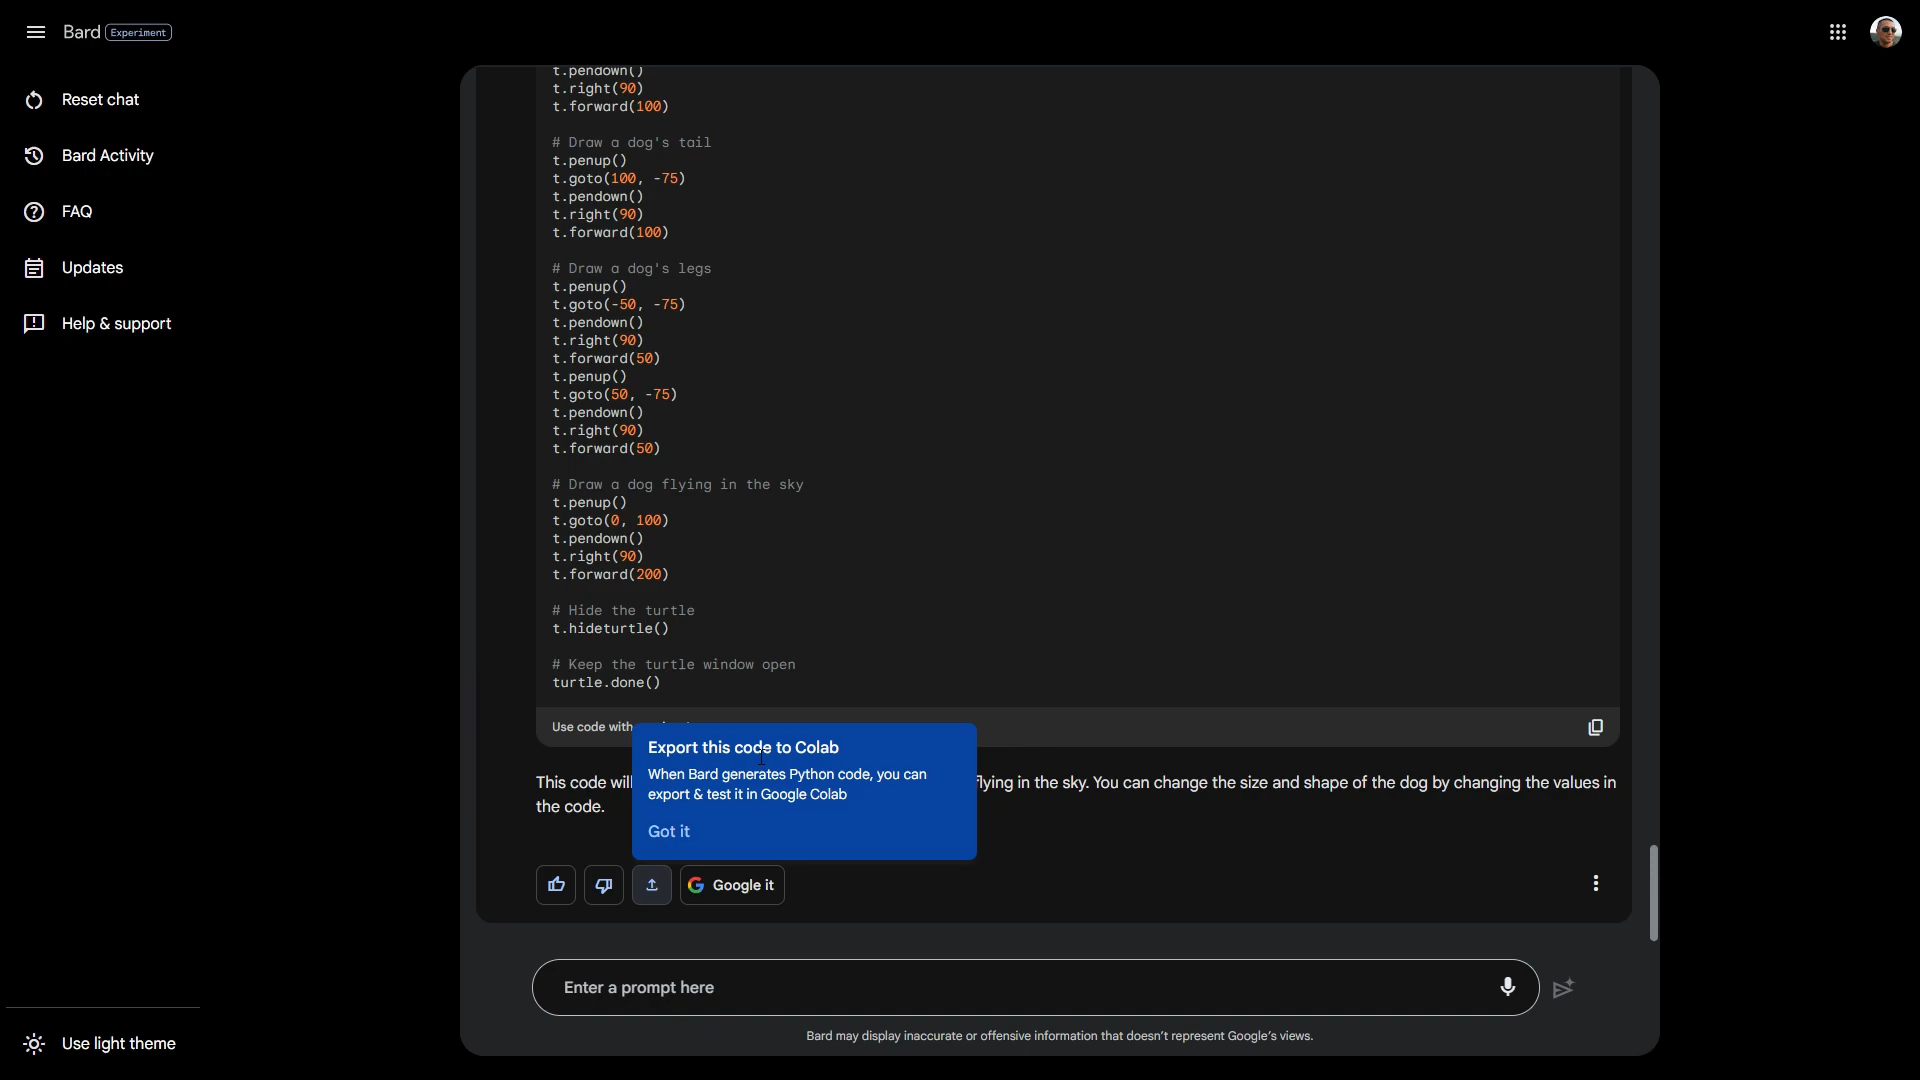 Bard Experiment
Reset chat
Bard Activity
FAQ
Updates
Help & support
Use light theme
t.pendown()
t.right(90)
t.forward(100)
# Draw a dog's tail
t.penup()
t.goto(100, -75)
t.pendown()
t.right(90)
t.forward(100)
# Draw a dog's legs
t.penup()
t.goto(-50, -75)
t.pendown()
t.right(90)
t.forward(50)
t.penup()
t.goto(50, -75)
t.pendown()
t.right(90)
t.forward(50)
# Draw a dog flying in the sky
t.penup()
t.goto(0, 100)
t.pendown()
t.right(90)
t.forward(200)
# Hide the turtle
t.hideturtle()
# Keep the turtle window open
turtle.done()
Use code with
Export this code to Colab
When Bard generates Python code, you can
export & test it in Google Colab
Got it
This code will flying in the sky. You can change the size and shape of the dog by changing the values in
the code.
Google it
Enter a prompt here
Bard may display inaccurate or offensive information that doesn't represent Google's views.